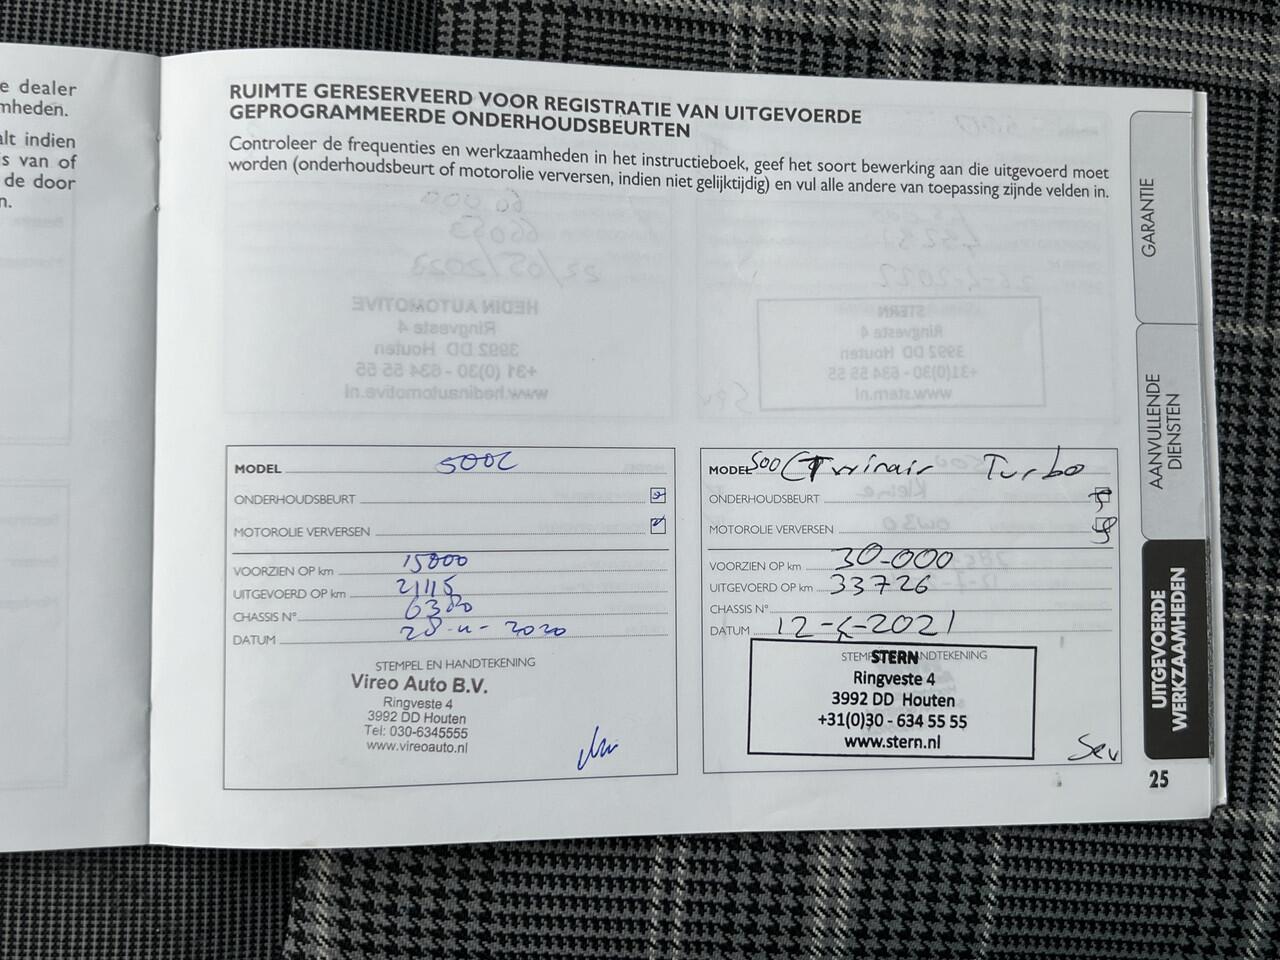 e dealer
mheden.
alt indien
is van of
de door
n.
RUIMTE GERESERVEERD VOOR REGISTRATIE VAN UITGEVOERDE
GEPROGRAMMEERDE ONDERHOUDSBEURTEN
Controleer de frequenties en werkzaamheden in het instructieboek, geef het soort bewerking aan die uitgevoerd moet
worden (onderhoudsbeurt of motorolie verversen, indien niet gelijktijdig) en vul alle andere van toepassing zijnde velden in.
MODEL 500C
ONDERHOUDSBEURT
MOTOROLIE VERVERSEN
VOORZIEN OP km 15000
UITGEVOERD OP km 21115
CHASSIS N°
DATUM
STEMPEL EN HANDTEKENING
Vireo Auto B.V.
Ringveste 4
3992 DD Houten
Tel: 030-6345555
www.vireoauto.nl
MODEL 500C Twinair Turbo
ONDERHOUDSBEURT
MOTOROLIE VERVERSEN
VOORZIEN OP km 30-000
UITGEVOERD OP km 33726
CHASSIS N°
DATUM
STERN
Ringveste 4
3992 DD Houten
+31(0)30 - 634 55 55
www.stern.nl
GARANTIE
AANVULLENDE
DIENSTEN
UITGEVOERDE
WERKZAAMHEDEN
25